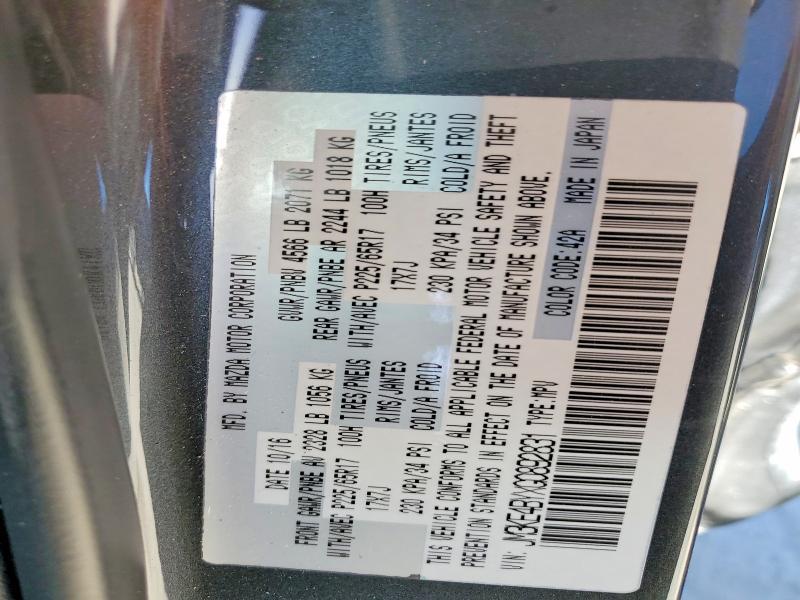 MFD. BY MAZDA MOTOR CORPORATION
DATE 10/16
GVWR/PNBV 4566 LB 2071 KG
FRONT GAWR/PNBE AV 2328 LB 1056 KG
REAR GAWR/PNBE AR 2244 LB 1018 KG
WITH/AVEC P225/65R17 100H TIRES/PNEUS
WITH/AVEC P225/65R17 100H TIRES/PNEUS
17X7J RIMS/JANTES
17X7J RIMS/JANTES
230 KPA/34 PSI COLD/A FROID
230 KPA/34 PSI COLD/A FROID
THIS VEHICLE CONFORMS TO ALL APPLICABLE FEDERAL MOTOR VEHICLE SAFETY AND THEFT
PREVENTION STANDARDS IN EFFECT ON THE DATE OF MANUFACTURE SHOWN ABOVE.
VIN: JM3KE4BYXG0892831 TYPE:MPV
COLOR CODE:42A MADE IN JAPAN